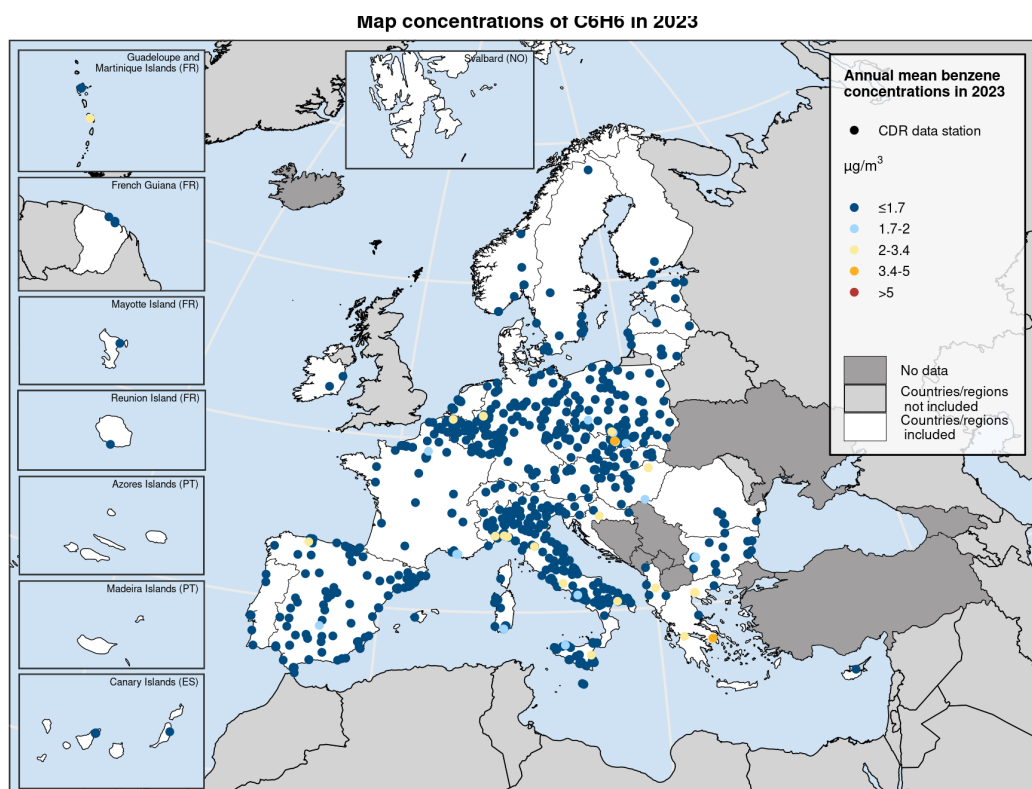 Map concentrations of C6H6 in 2023
Guadeloupe and
Martinique Islands (FR)
Svalbard (NO)
French Guiana (FR)
Mayotte Island (FR)
Reunion Island (FR)
Azores Islands (PT)
Madeira Islands (PT)
Canary Islands (ES)
Annual mean benzene
concentrations in 2023
CDR data station
µg/m³
≤1.7
1.7-2
2-3.4
3.4-5
>5
No data
Countries/regions
not included
Countries/regions
included